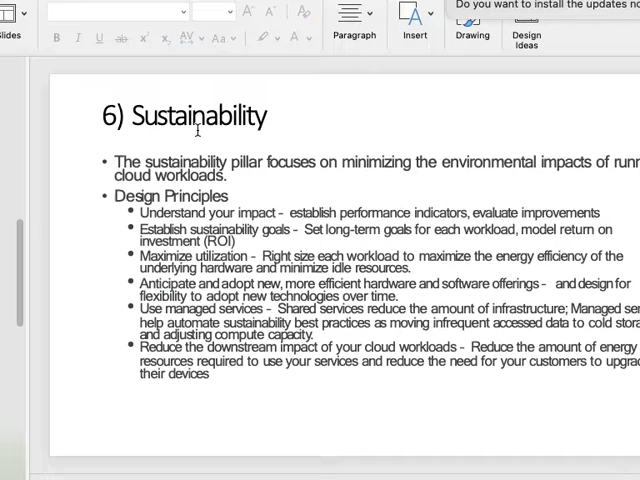 Do you want to install the updates no
lides
B I U ab x² x₂ AV Aa A
Paragraph
Insert
Drawing
Design
Ideas
6) Sustainability
• The sustainability pillar focuses on minimizing the environmental impacts of runn
cloud workloads.
• Design Principles
• Understand your impact - establish performance indicators, evaluate improvements
• Establish sustainability goals - Set long-term goals for each workload, model return on
investment (ROI)
• Maximize utilization - Right size each workload to maximize the energy efficiency of the
underlying hardware and minimize idle resources.
• Anticipate and adopt new, more efficient hardware and software offerings - and design for
flexibility to adopt new technologies over time.
• Use managed services - Shared services reduce the amount of infrastructure; Managed ser
help automate sustainability best practices as moving infrequent accessed data to cold stora
and adjusting compute capacity.
• Reduce the downstream impact of your cloud workloads - Reduce the amount of energy
resources required to use your services and reduce the need for your customers to upgra
their devices